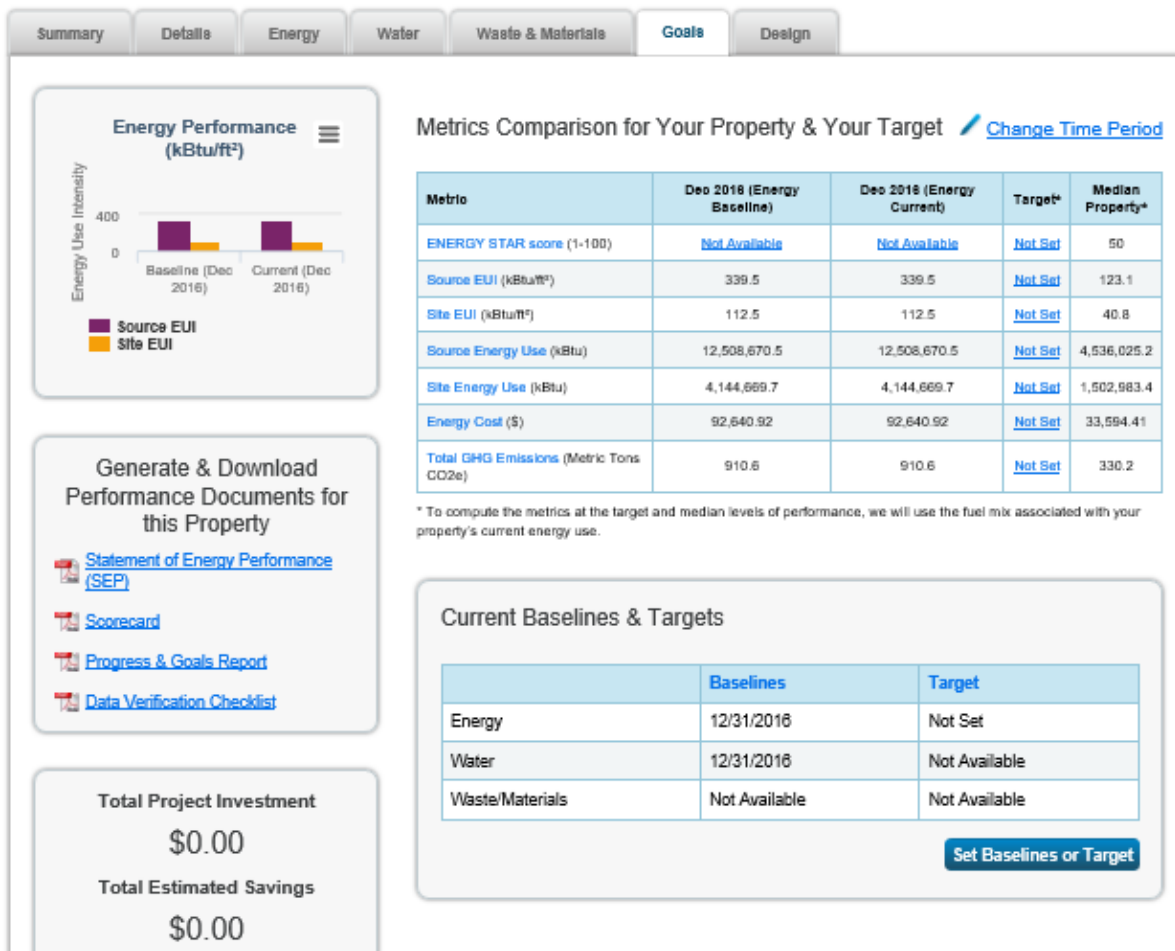 Summary Details Energy Water Waste & Materials Goals Design
Energy Performance
(kBtu/ft²)
Energy Use Intensity
400
0
Baseline (Dec
2016)
Current (Dec
2016)
Source EUI
Site EUI
Generate & Download
Performance Documents for
this Property
Statement of Energy Performance
(SEP)
Scorecard
Progress & Goals Report
Data Verification Checklist
Total Project Investment
$0.00
Total Estimated Savings
$0.00
Metrics Comparison for Your Property & Your Target Change Time Period
Metric Dec 2016 (Energy Baseline) Dec 2016 (Energy Current) Target* Median Property*
ENERGY STAR score (1-100) Not Available Not Available Not Set 50
Source EUI (kBtu/ft²) 339.5 339.5 Not Set 123.1
Site EUI (kBtu/ft²) 112.5 112.5 Not Set 40.8
Source Energy Use (kBtu) 12,508,670.5 12,508,670.5 Not Set 4,536,025.2
Site Energy Use (kBtu) 4,144,669.7 4,144,669.7 Not Set 1,502,983.4
Energy Cost ($) 92,640.92 92,640.92 Not Set 33,594.41
Total GHG Emissions (Metric Tons CO2e) 910.6 910.6 Not Set 330.2
* To compute the metrics at the target and median levels of performance, we will use the fuel mix associated with your
property's current energy use.
Current Baselines & Targets
Baselines Target
Energy 12/31/2016 Not Set
Water 12/31/2016 Not Available
Waste/Materials Not Available Not Available
Set Baselines or Target